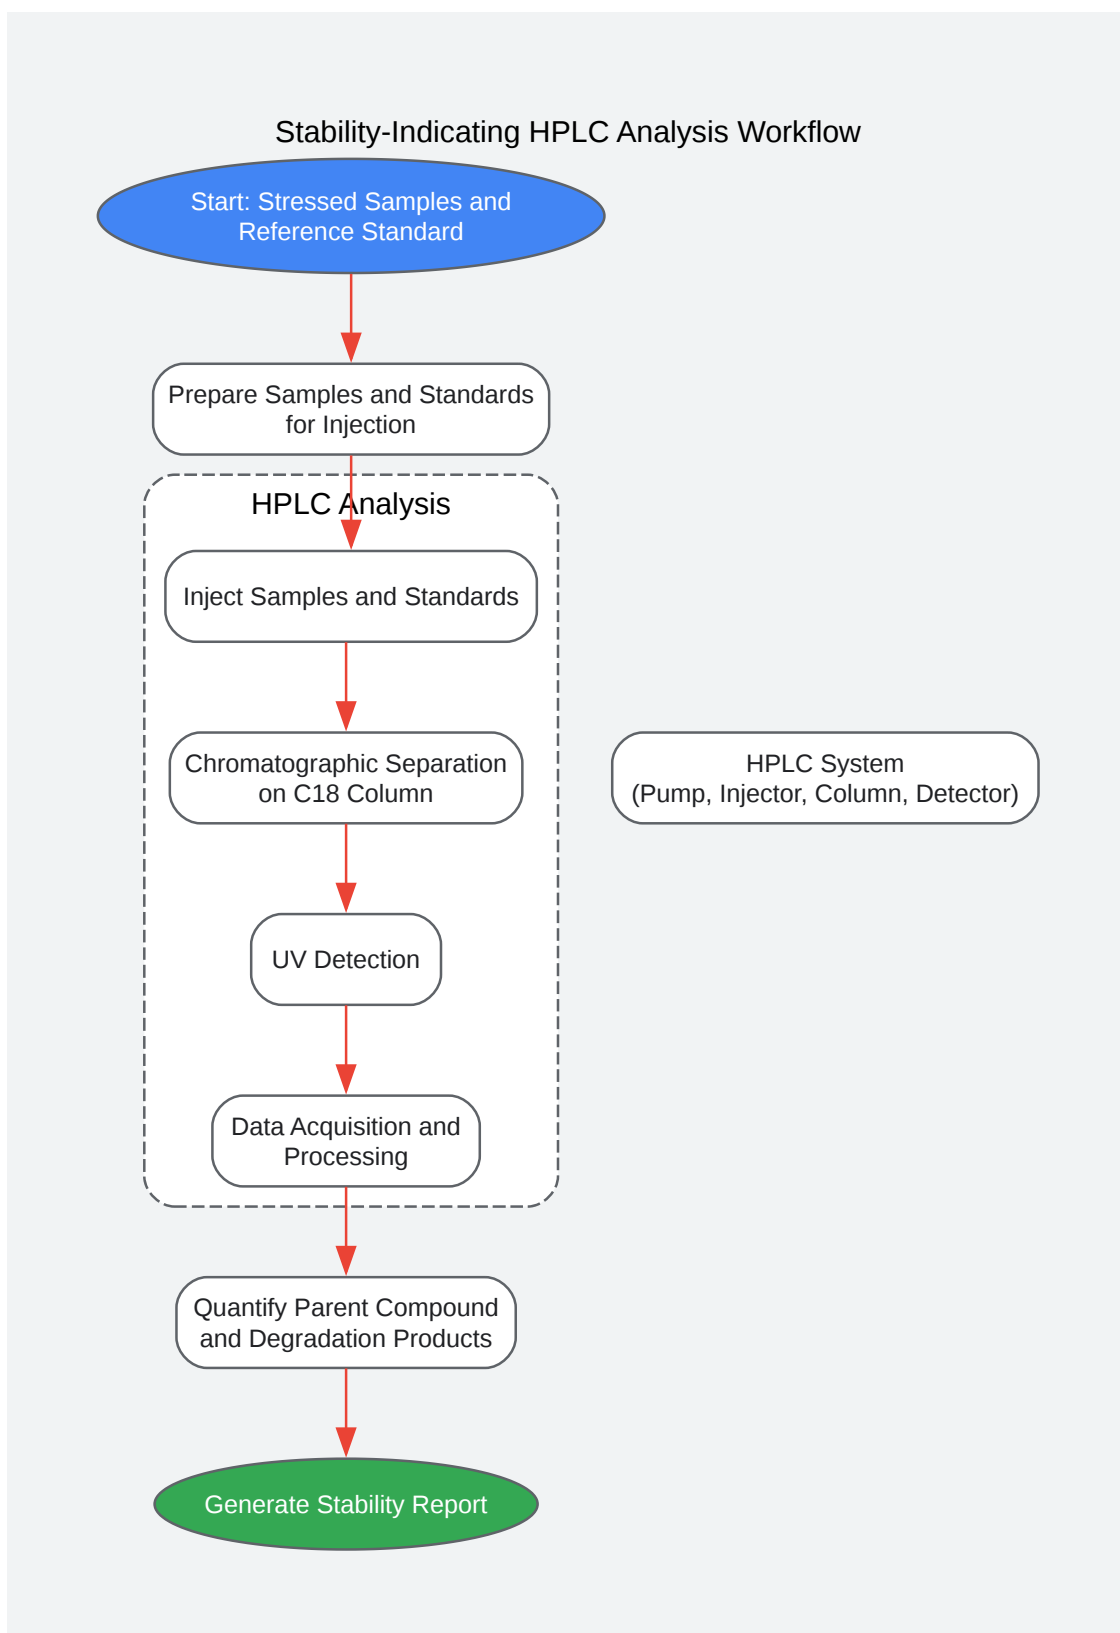 Stability-Indicating HPLC Analysis Workflow
Start: Stressed Samples and
Reference Standard
Prepare Samples and Standards
for Injection
HPLC Analysis
Inject Samples and Standards
Chromatographic Separation
on C18 Column
HPLC System
(Pump, Injector, Column, Detector)
UV Detection
Data Acquisition and
Processing
Quantify Parent Compound
and Degradation Products
Generate Stability Report